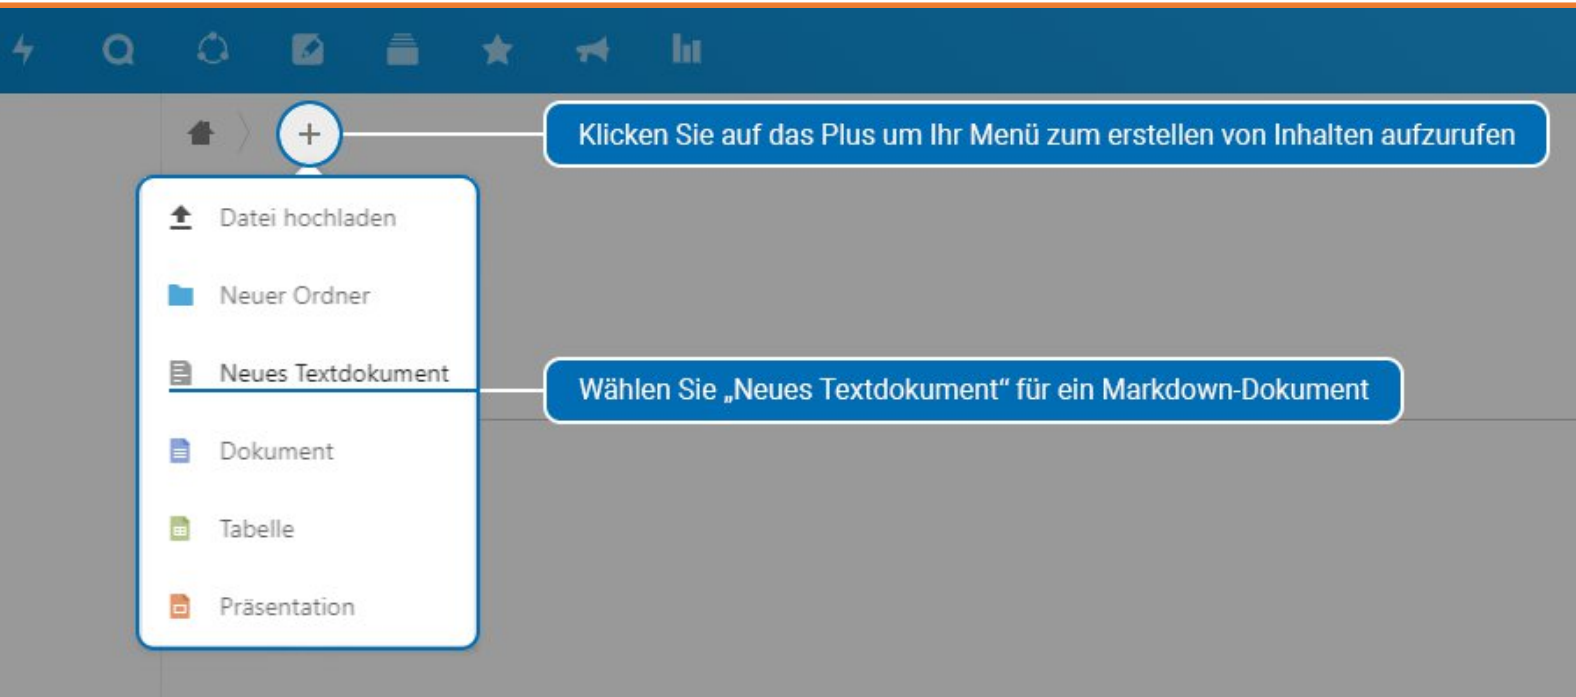 Klicken Sie auf das Plus um Ihr Menü zum erstellen von Inhalten aufzurufen
Datei hochladen
Neuer Ordner
Neues Textdokument
Wählen Sie „Neues Textdokument“ für ein Markdown-Dokument
Dokument
Tabelle
Präsentation